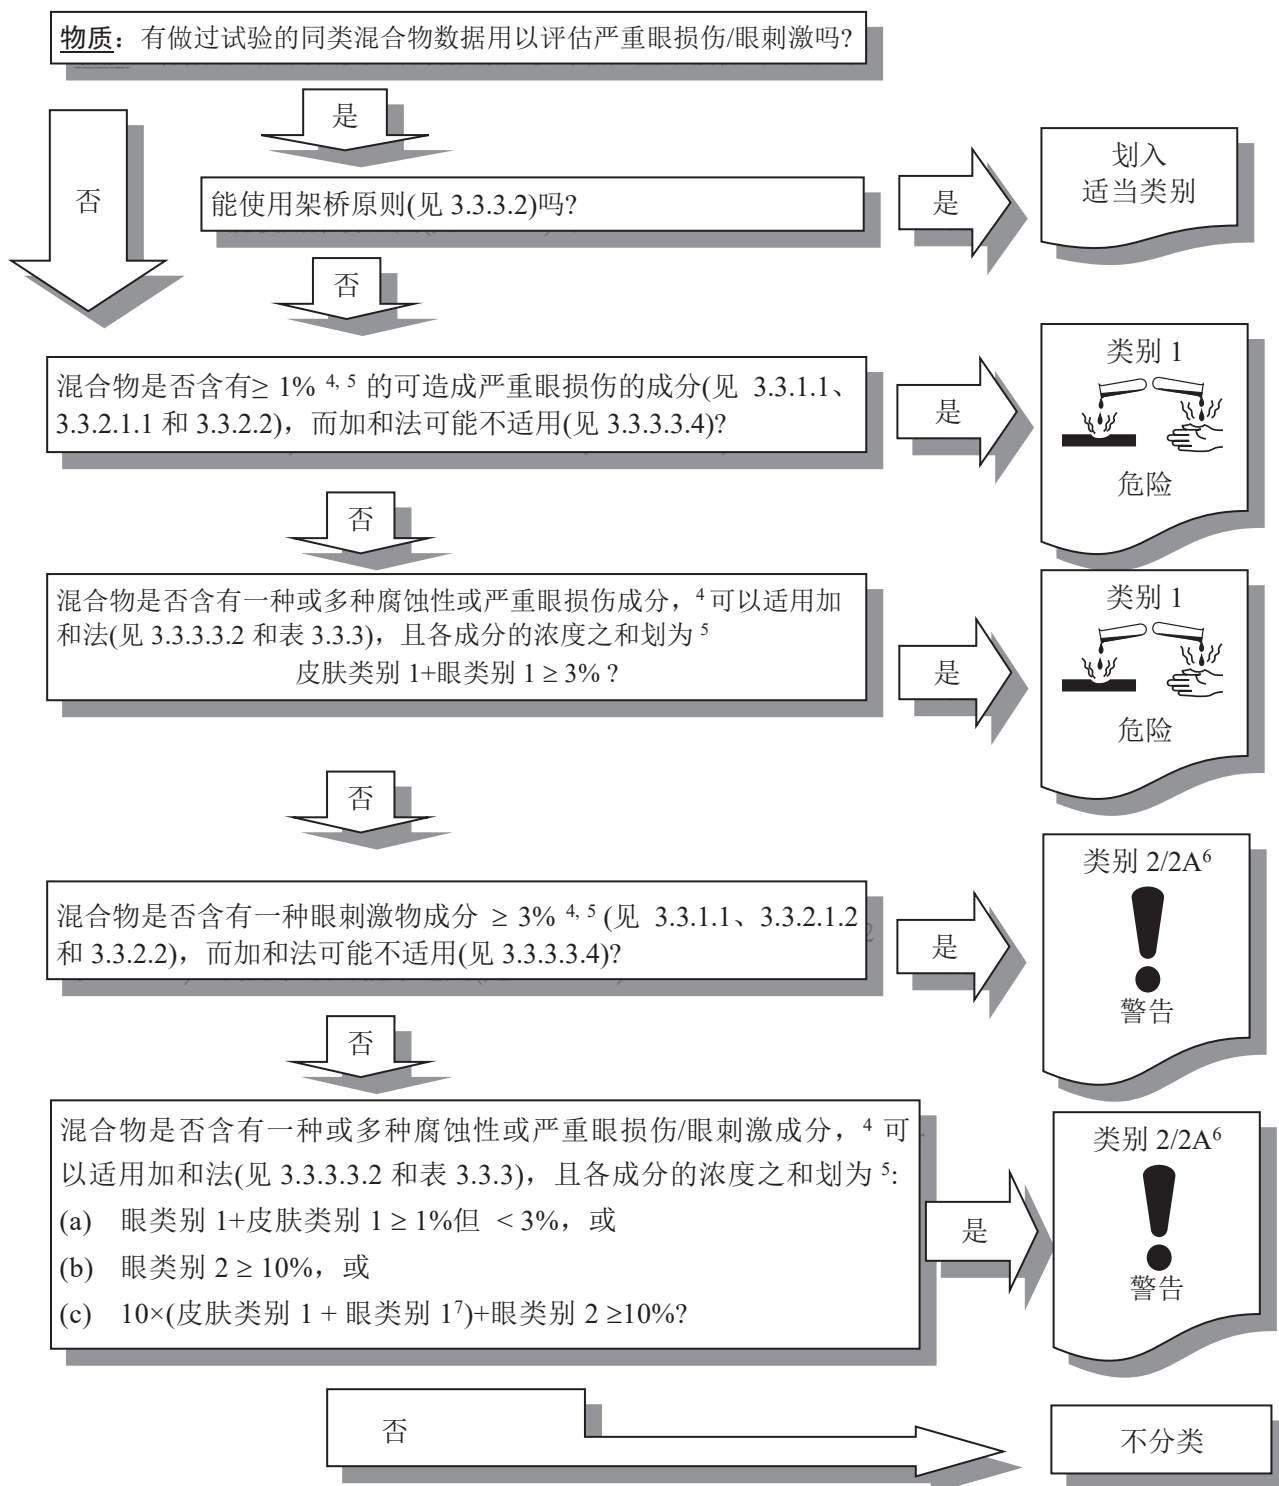 物质：有做过试验的同类混合物数据用以评估严重眼损伤/眼刺激吗?
是
否
能使用架桥原则(见 3.3.3.2)吗?
是
划入
适当类别
否
混合物是否含有≥ 1% 4, 5 的可造成严重眼损伤的成分(见 3.3.1.1、
3.3.2.1.1 和 3.3.2.2)，而加和法可能不适用(见 3.3.3.3.4)?
是
类别 1
危险
否
混合物是否含有一种或多种腐蚀性或严重眼损伤成分，4 可以适用加
和法(见 3.3.3.3.2 和表 3.3.3)，且各成分的浓度之和划为 5
皮肤类别 1+眼类别 1 ≥ 3% ?
是
类别 1
危险
否
混合物是否含有一种眼刺激物成分 ≥ 3% 4, 5 (见 3.3.1.1、3.3.2.1.2
和 3.3.2.2)，而加和法可能不适用(见 3.3.3.3.4)?
是
类别 2/2A6
警告
否
混合物是否含有一种或多种腐蚀性或严重眼损伤/眼刺激成分，4 可
以适用加和法(见 3.3.3.3.2 和表 3.3.3)，且各成分的浓度之和划为 5:
(a) 眼类别 1+皮肤类别 1 ≥ 1%但 < 3%，或
(b) 眼类别 2 ≥ 10%，或
(c) 10×(皮肤类别 1 + 眼类别 17)+眼类别 2 ≥10%?
是
类别 2/2A6
警告
否
不分类